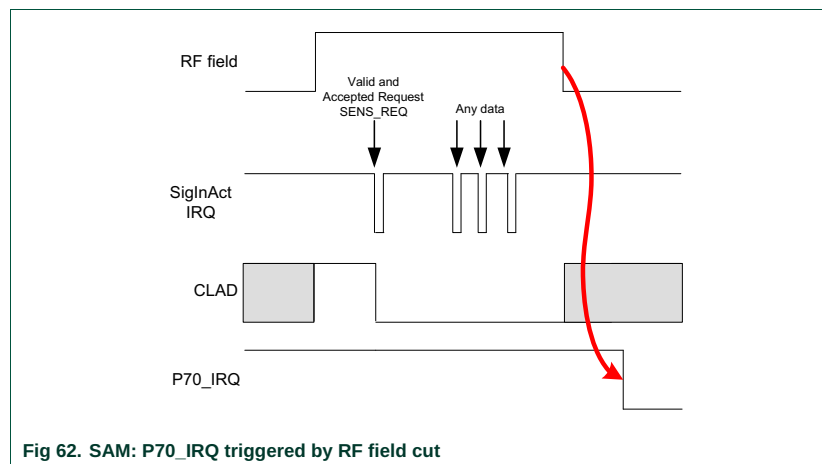 RF field
Valid and
Accepted Request
SENS_REQ
Any data
SigInAct
IRQ
CLAD
P70_IRQ
Fig 62. SAM: P70_IRQ triggered by RF field cut